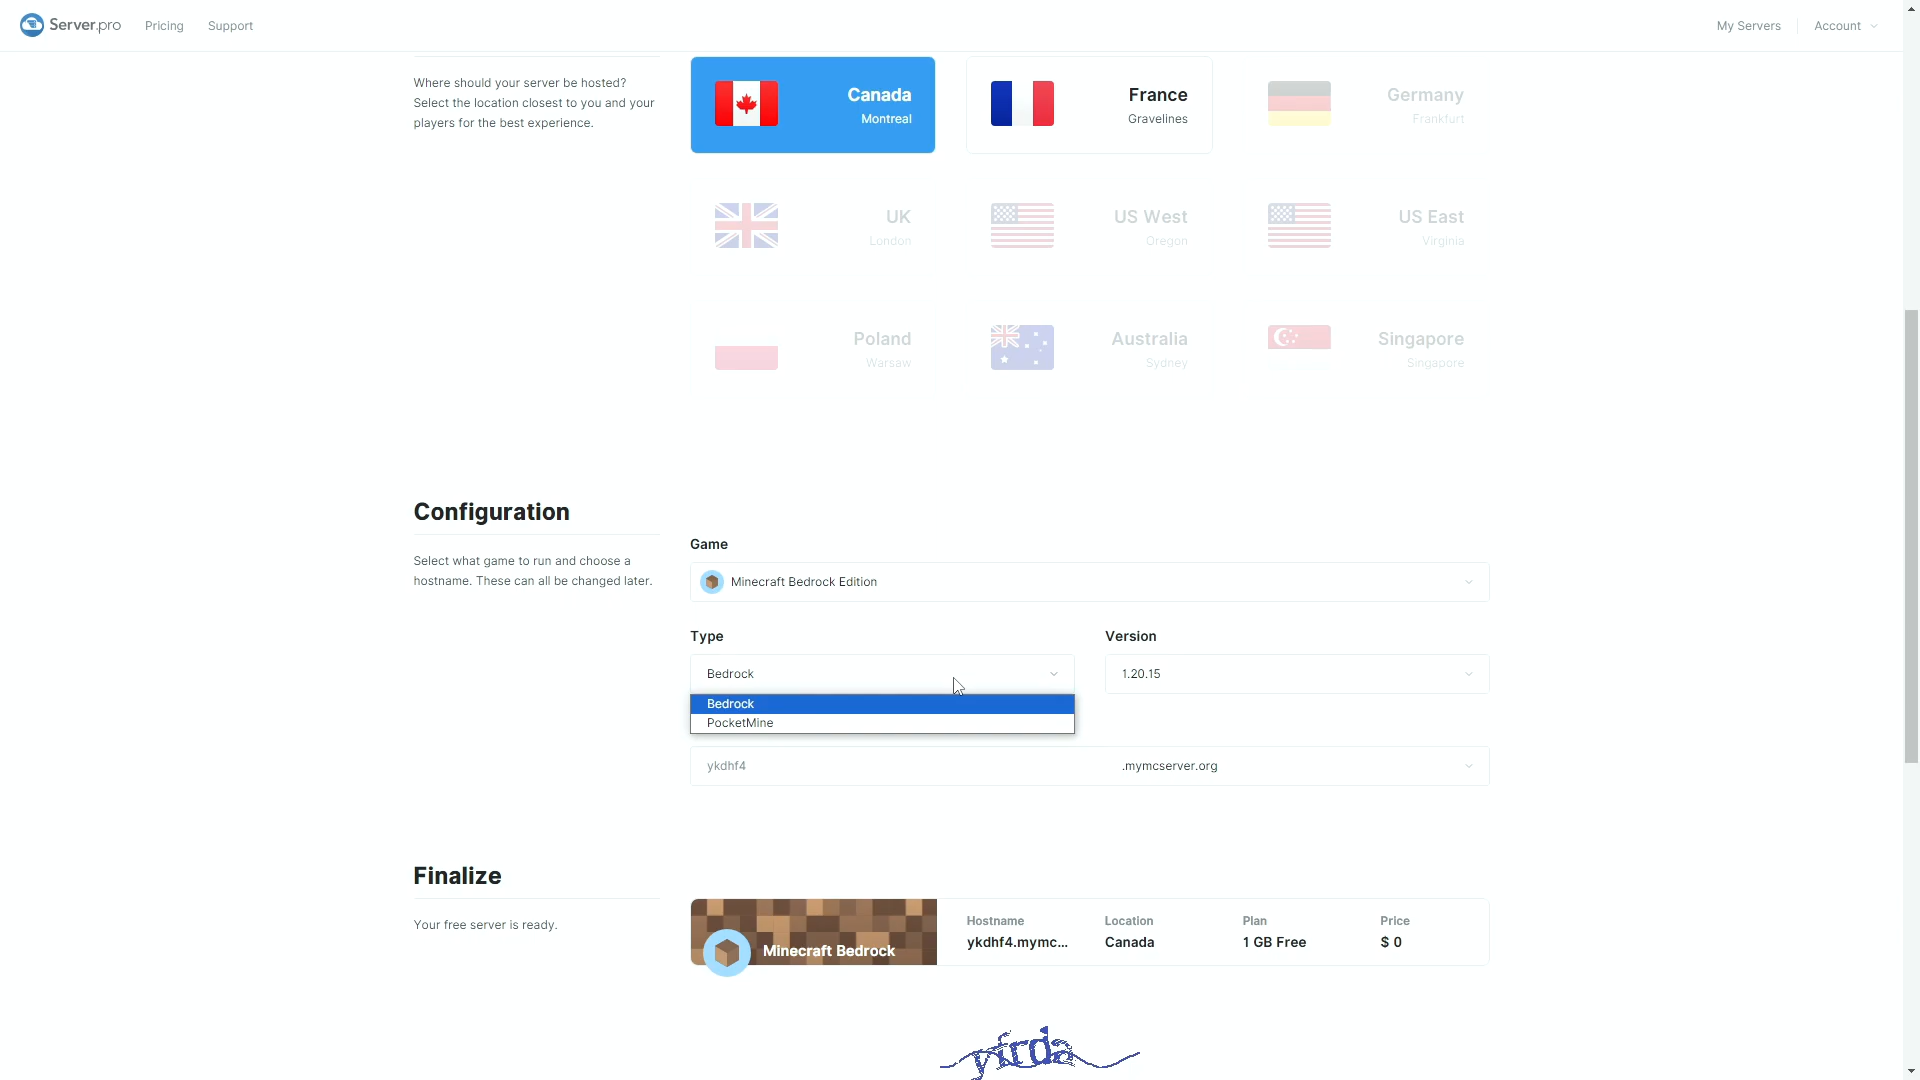 Server.pro
Pricing
Support
My Servers
Account
Where should your server be hosted?
Select the location closest to you and your
players for the best experience.
Canada
Montreal
France
Gravelines
Germany
Frankfurt
UK
London
US West
Oregon
US East
Virginia
Poland
Warsaw
Australia
Sydney
Singapore
Singapore
Configuration
Select what game to run and choose a
hostname. These can all be changed later.
Game
Minecraft Bedrock Edition
Type
Version
Bedrock
1.20.15
Bedrock
PocketMine
ykdhf4
.mymcserver.org
Finalize
Your free server is ready.
Minecraft Bedrock
Hostname
Location
Plan
Price
ykdhf4.mymc...
Canada
1 GB Free
$ 0